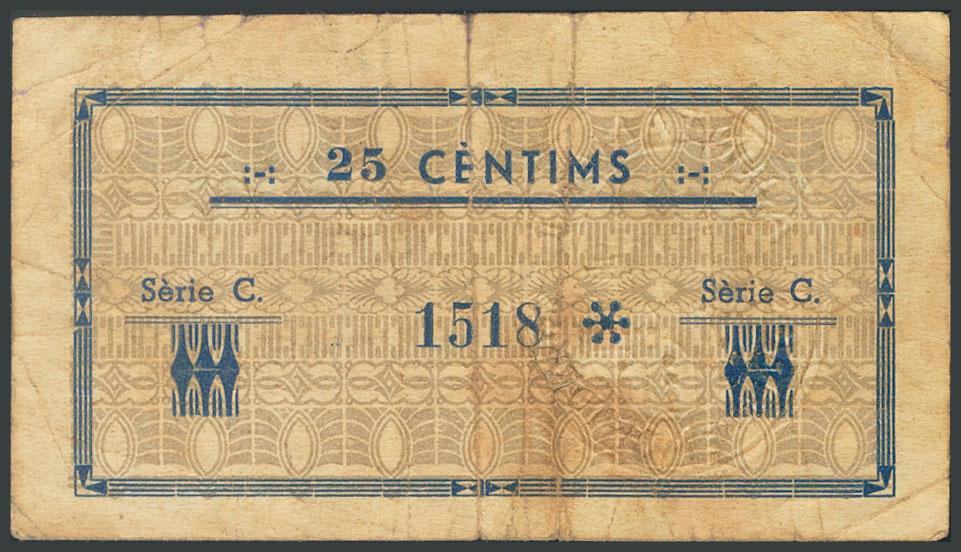 :-: 25 CÈNTIMS :-:
Sèrie C. Sèrie C.
1518 *